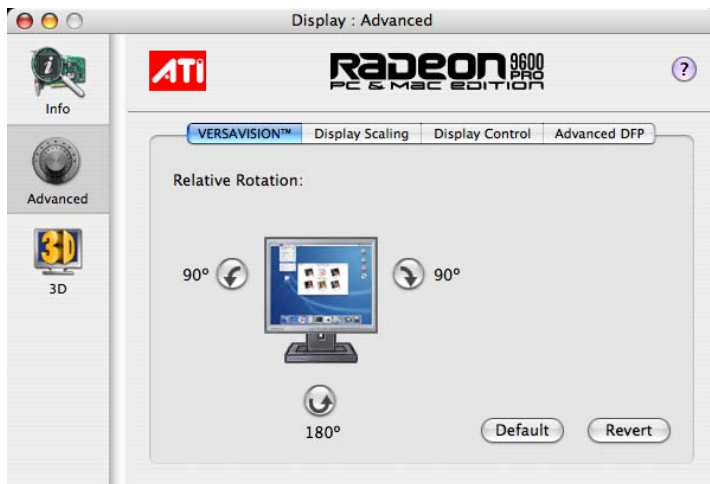 Display : Advanced
Info
Advanced
3D
3D
ATI
RADEON 9600 PRO
PC & MAC EDITION
?
VERSAVISION™
Display Scaling
Display Control
Advanced DFP
Relative Rotation:
90°
90°
180°
Default
Revert